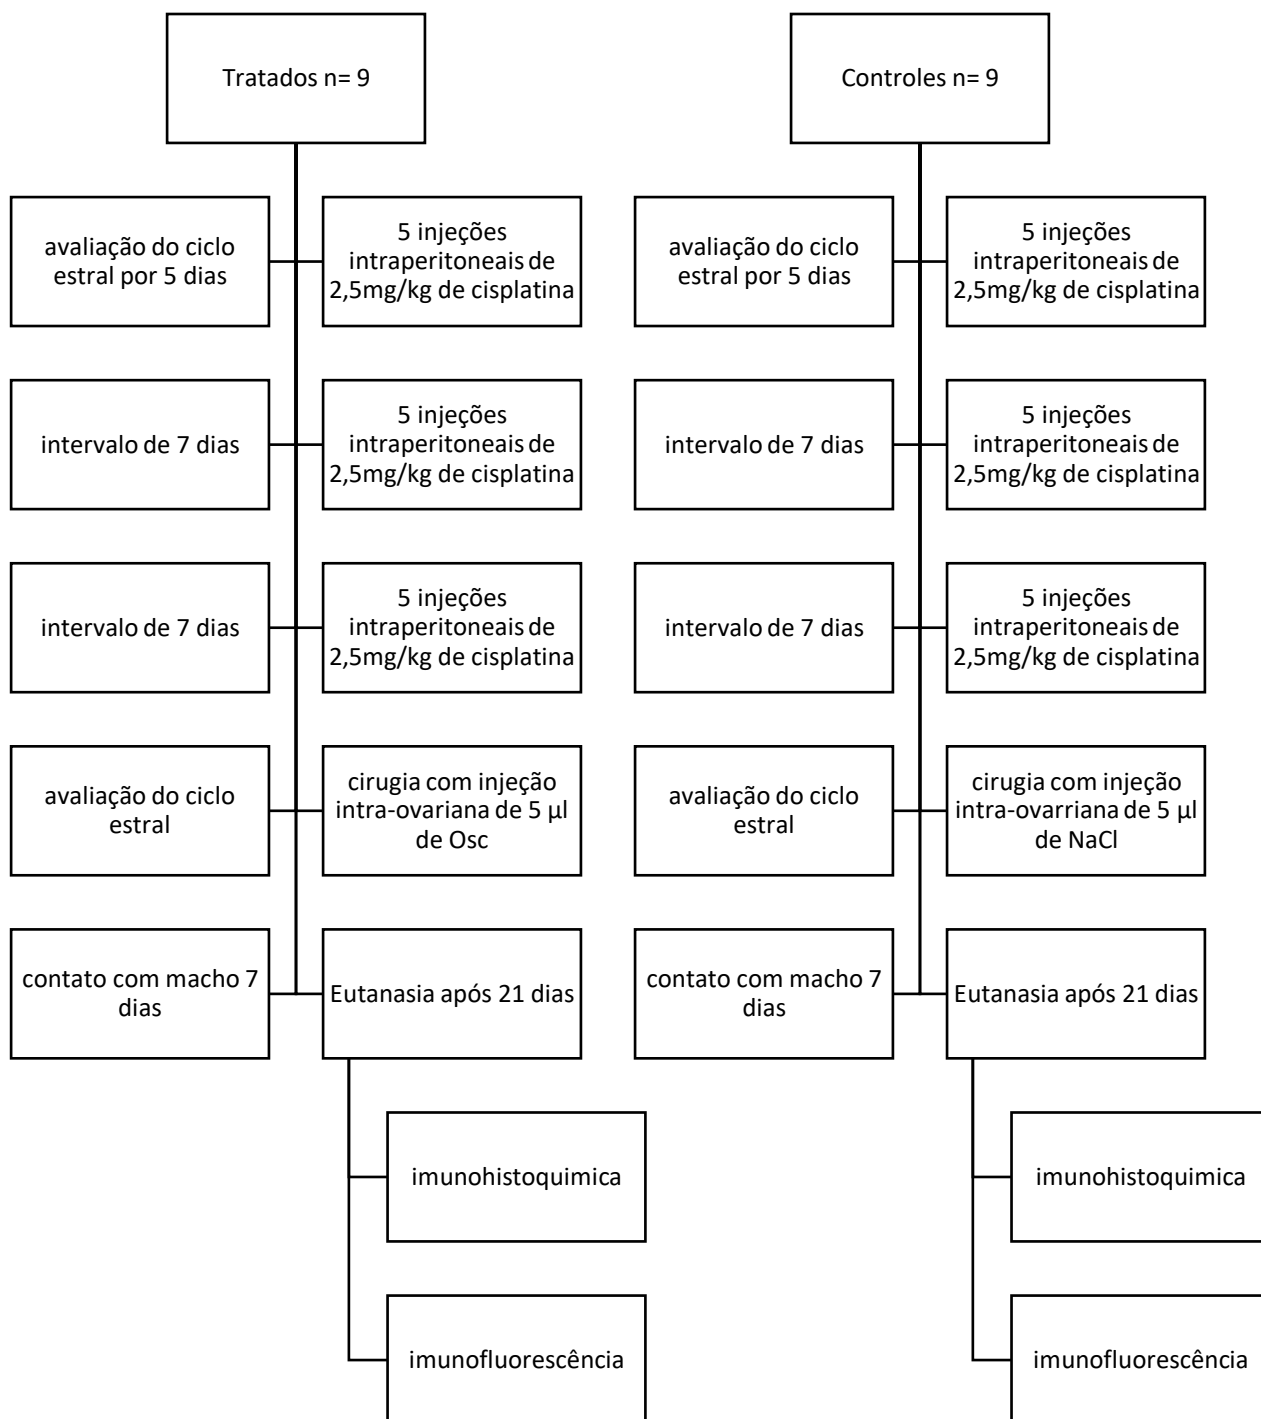 Tratados n= 9
Controles n= 9
avaliação do ciclo
estral por 5 dias
5 injeções
intraperitoneais de
2,5mg/kg de cisplatina
avaliação do ciclo
estral por 5 dias
5 injeções
intraperitoneais de
2,5mg/kg de cisplatina
intervalo de 7 dias
5 injeções
intraperitoneais de
2,5mg/kg de cisplatina
intervalo de 7 dias
5 injeções
intraperitoneais de
2,5mg/kg de cisplatina
intervalo de 7 dias
5 injeções
intraperitoneais de
2,5mg/kg de cisplatina
intervalo de 7 dias
5 injeções
intraperitoneais de
2,5mg/kg de cisplatina
avaliação do ciclo
estral
cirugia com injeção
intra-ovariana de 5 µl
de Osc
avaliação do ciclo
estral
cirugia com injeção
intra-ovarriana de 5 µl
de NaCl
contato com macho 7
dias
Eutanasia após 21 dias
contato com macho 7
dias
Eutanasia após 21 dias
imunohistoquimica
imunohistoquimica
imunofluorescência
imunofluorescência